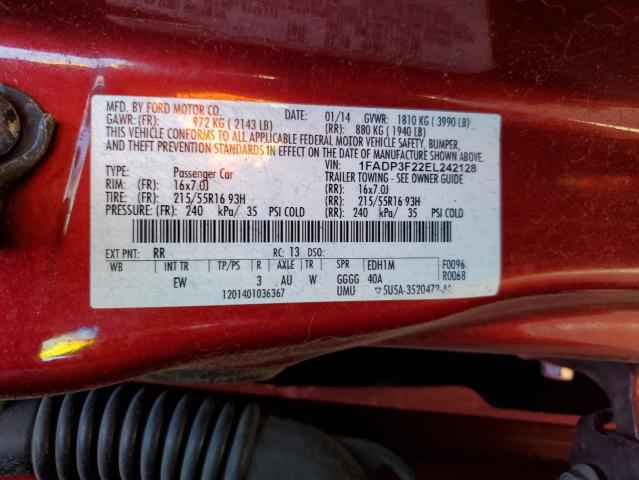 MFD. BY FORD MOTOR CO. DATE: 01/14 GVWR: 1810 KG ( 3990 LB)
GAWR: (FR): 972 KG ( 2143 LB) (RR): 880 KG ( 1940 LB)
THIS VEHICLE CONFORMS TO ALL APPLICABLE FEDERAL MOTOR VEHICLE SAFETY, BUMPER,
AND THEFT PREVENTION STANDARDS IN EFFECT ON THE DATE OF MANUFACTURE SHOWN ABOVE.
VIN: 1FADP3F22EL242128
TYPE: Passenger Car TRAILER TOWING - SEE OWNER GUIDE
RIM: (FR): 16x7.0J (RR): 16x7.0J
TIRE: (FR): 215/55R16 93H (RR): 215/55R16 93H
PRESSURE: (FR): 240 kPa/ 35 PSI COLD (RR): 240 kPa/ 35 PSI COLD
EXT PNT: RR RC: 13 DSO:
WB INT TR TP/PS R AXLE TR SPR EDH1M F0096
EW 3 AU W GGGG 40A R0068
1201401036367 UMU ▽ 5U5A-3520472-